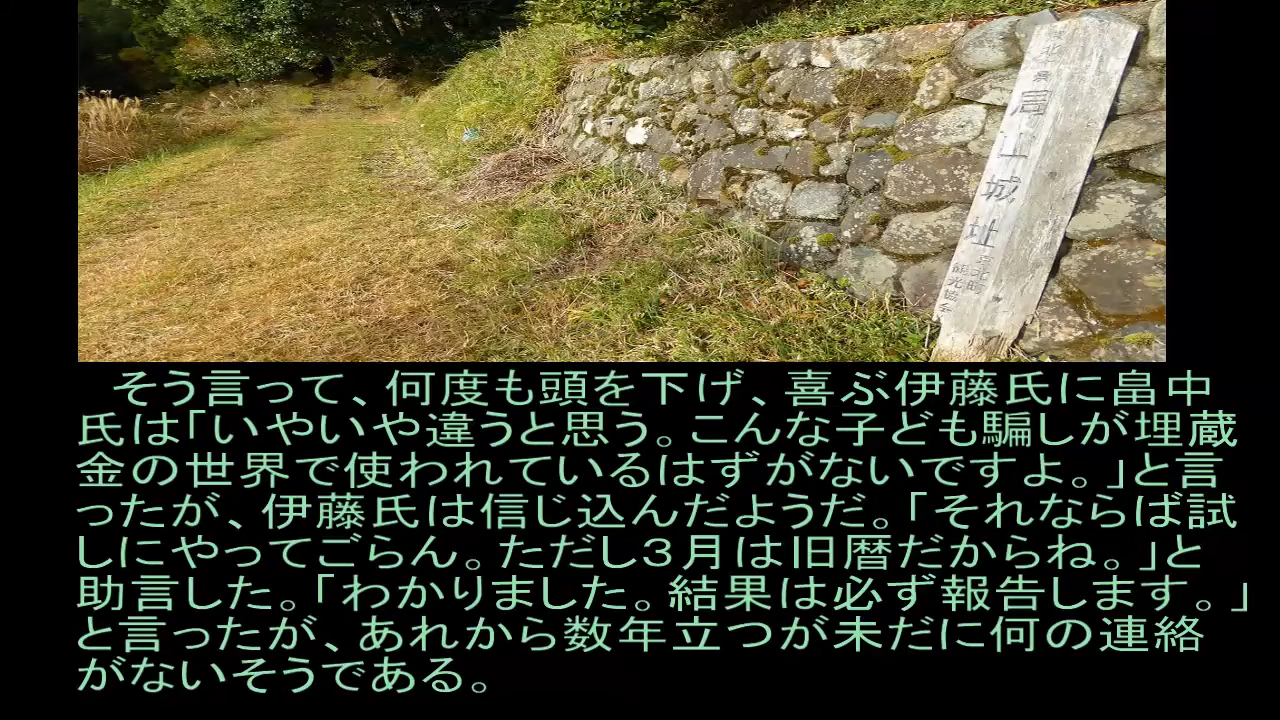 周山城址
京北町
観光協会
そう言って、何度も頭を下げ、喜ぶ伊藤氏に畠中
氏は「いやいや違うと思う。こんな子ども騙しが埋蔵
金の世界で使われているはずがないですよ。」と言
ったが、伊藤氏は信じ込んだようだ。「それならば試
しにやってごらん。ただし３月は旧暦だからね。」と
助言した。「わかりました。結果は必ず報告します。」
と言ったが、あれから数年立つが未だに何の連絡
がないそうである。